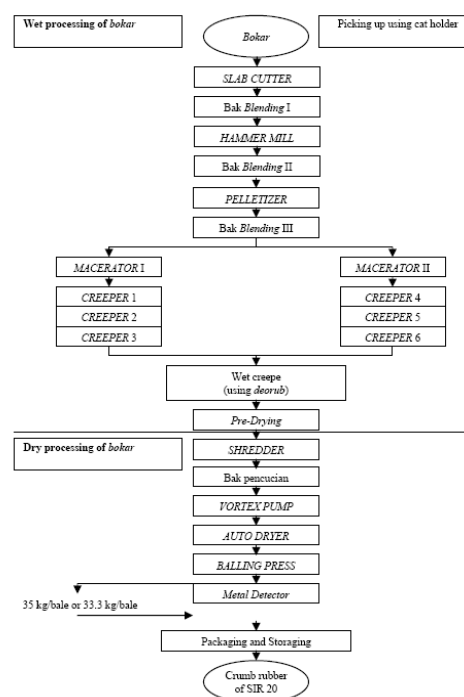 Wet processing of bokar
Bokar
Picking up using cat holder
SLAB CUTTER
Bak Blending I
HAMMER MILL
Bak Blending II
PELLETIZER
Bak Blending III
MACERATOR I
MACERATOR II
CREEPER 1
CREEPER 4
CREEPER 2
CREEPER 5
CREEPER 3
CREEPER 6
Wet creepe
(using deorub)
Pre-Drying
Dry processing of bokar
SHREDDER
Bak pencucian
VORTEX PUMP
AUTO DRYER
BALLING PRESS
Metal Detector
35 kg/bale or 33.3 kg/bale
Packaging and Storaging
Crumb rubber
of SIR 20